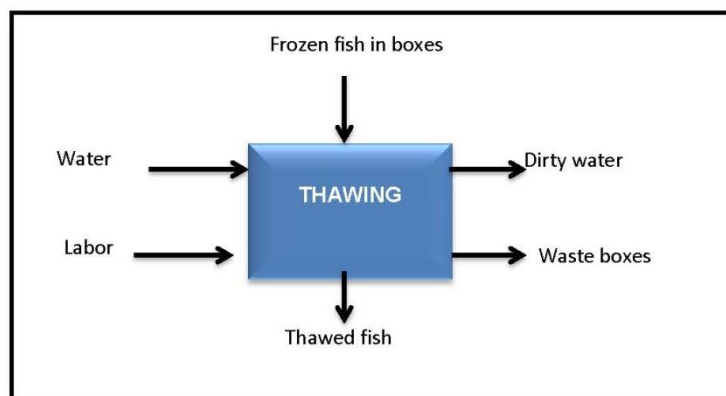 Frozen fish in boxes
Water
Dirty water
THAWING
Labor
Waste boxes
Thawed fish